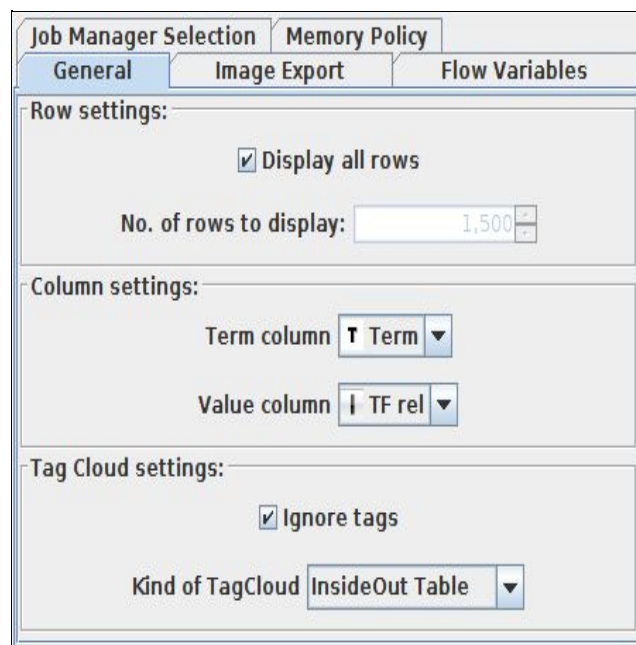 Job Manager Selection Memory Policy
General Image Export Flow Variables
Row settings:
Display all rows
No. of rows to display: 1,500
Column settings:
Term column T Term
Value column TF rel
Tag Cloud settings:
Ignore tags
Kind of TagCloud InsideOut Table